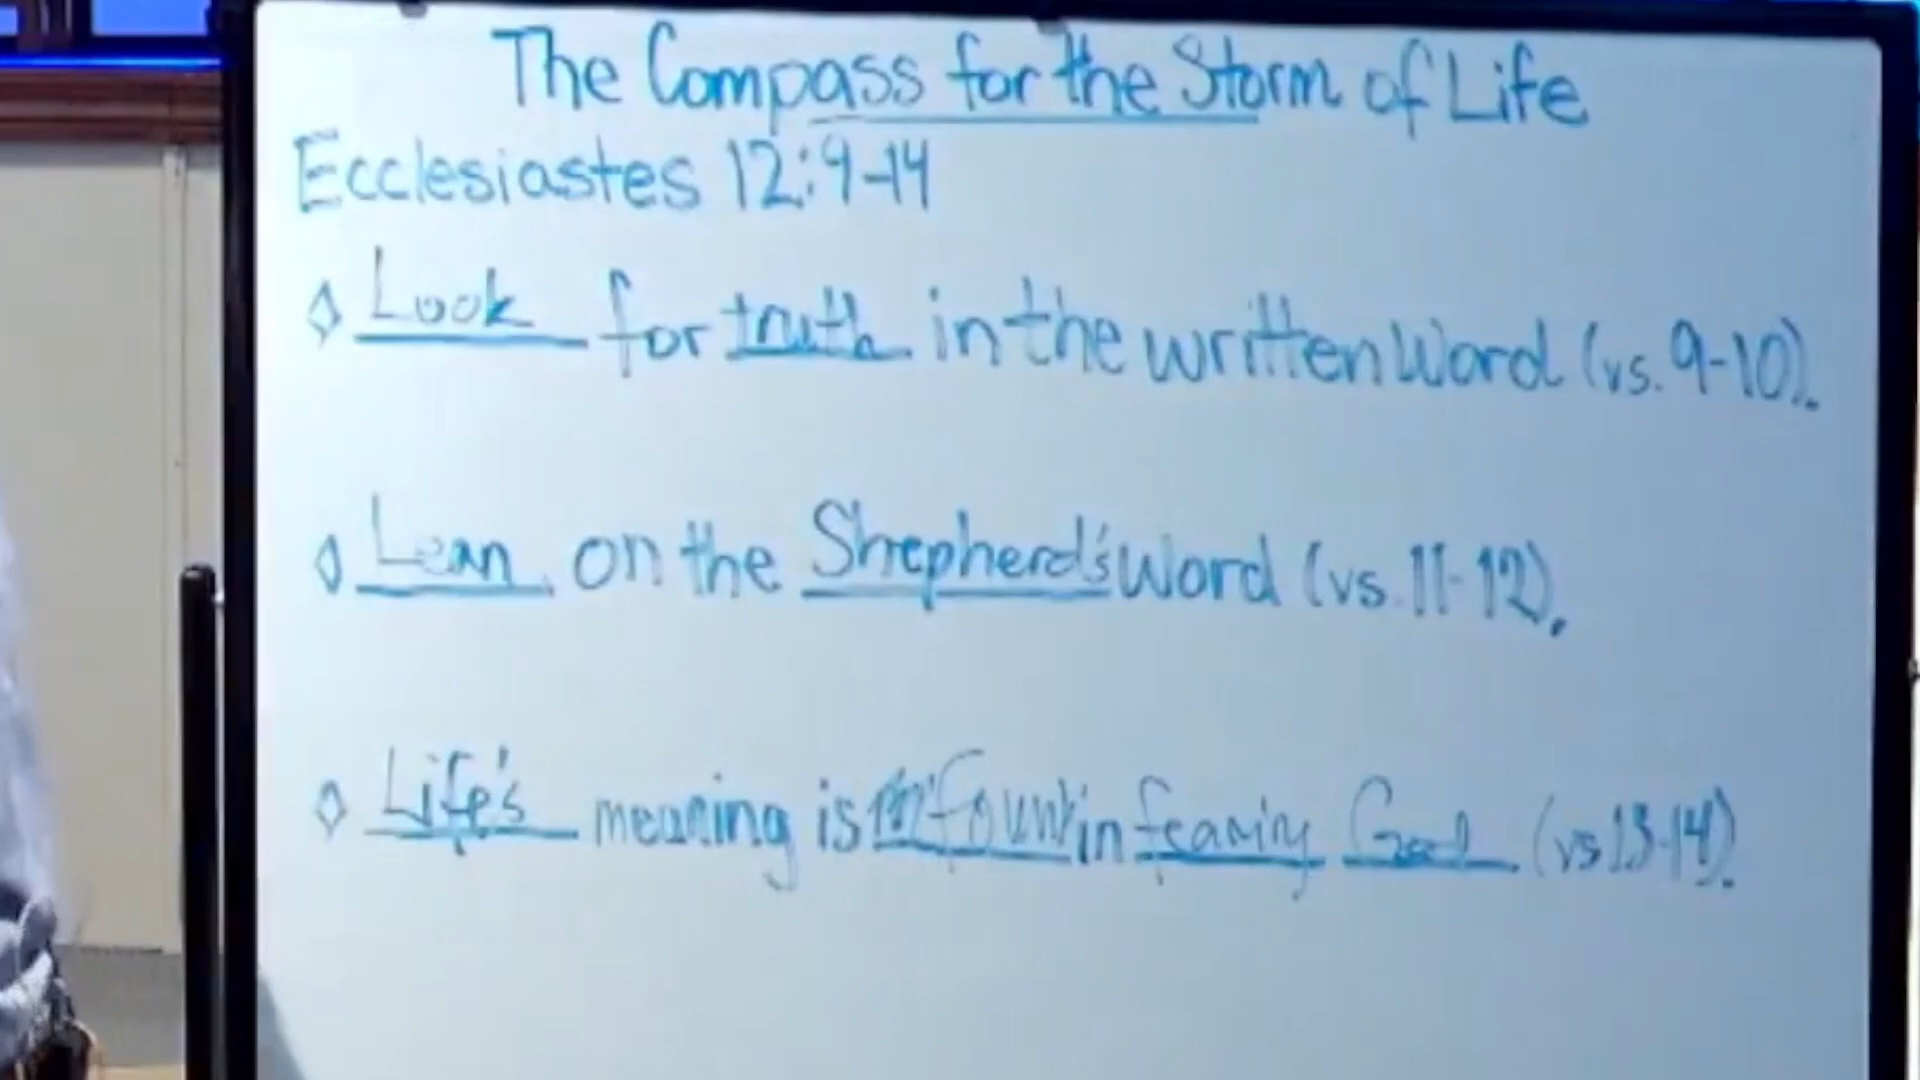 The Compass for the Storm of Life
Ecclesiastes 12:9-14
◊ Look for truth in the written Word (vs. 9-10).
◊ Lean on the Shepherd's Word (vs. 11-12).
◊ Life's meaning is in fearing God (vs 13-14).